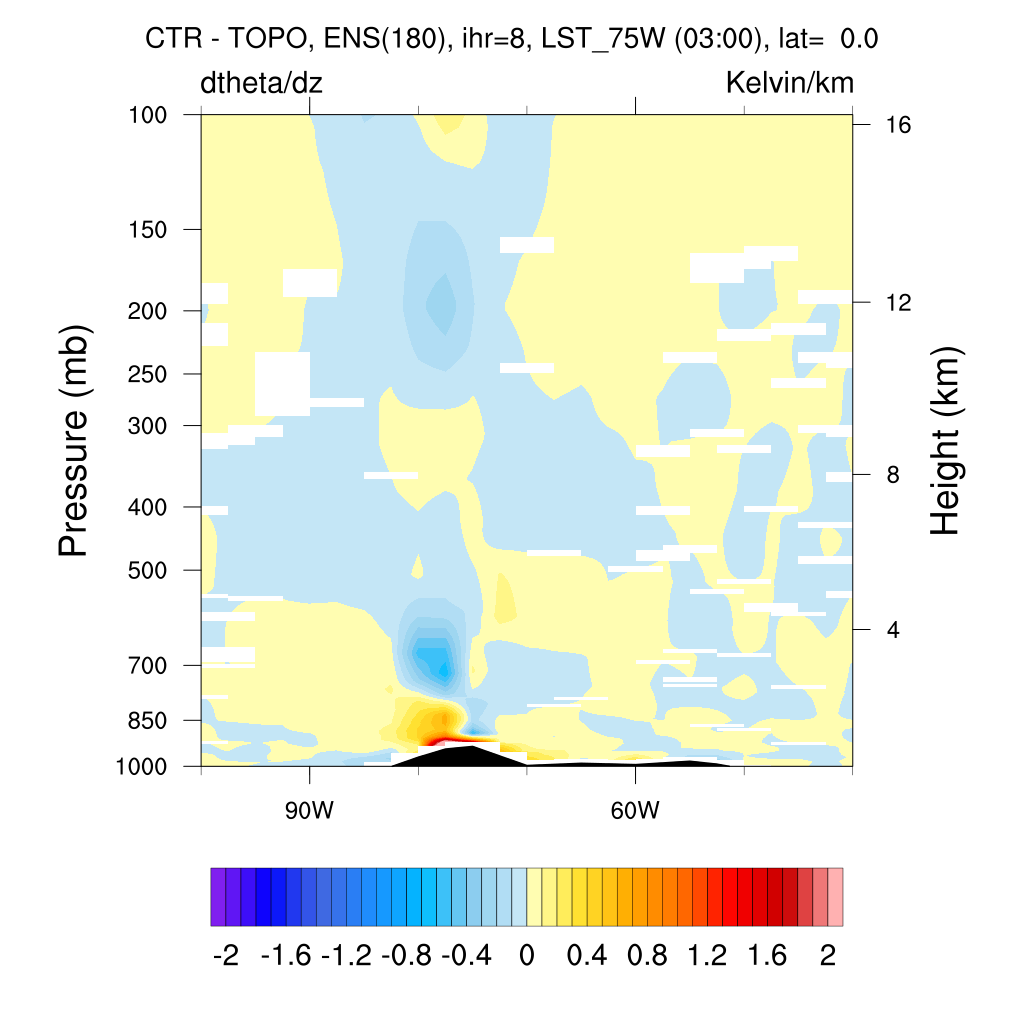 CTR - TOPO, ENS(180), ihr=8, LST_75W (03:00), lat=  0.0
dtheta/dz Kelvin/km
100
150
200
250
300
400
500
700
850
1000
Pressure (mb)
16
12
8
4
Height (km)
90W 60W
-2 -1.6 -1.2 -0.8 -0.4 0 0.4 0.8 1.2 1.6 2